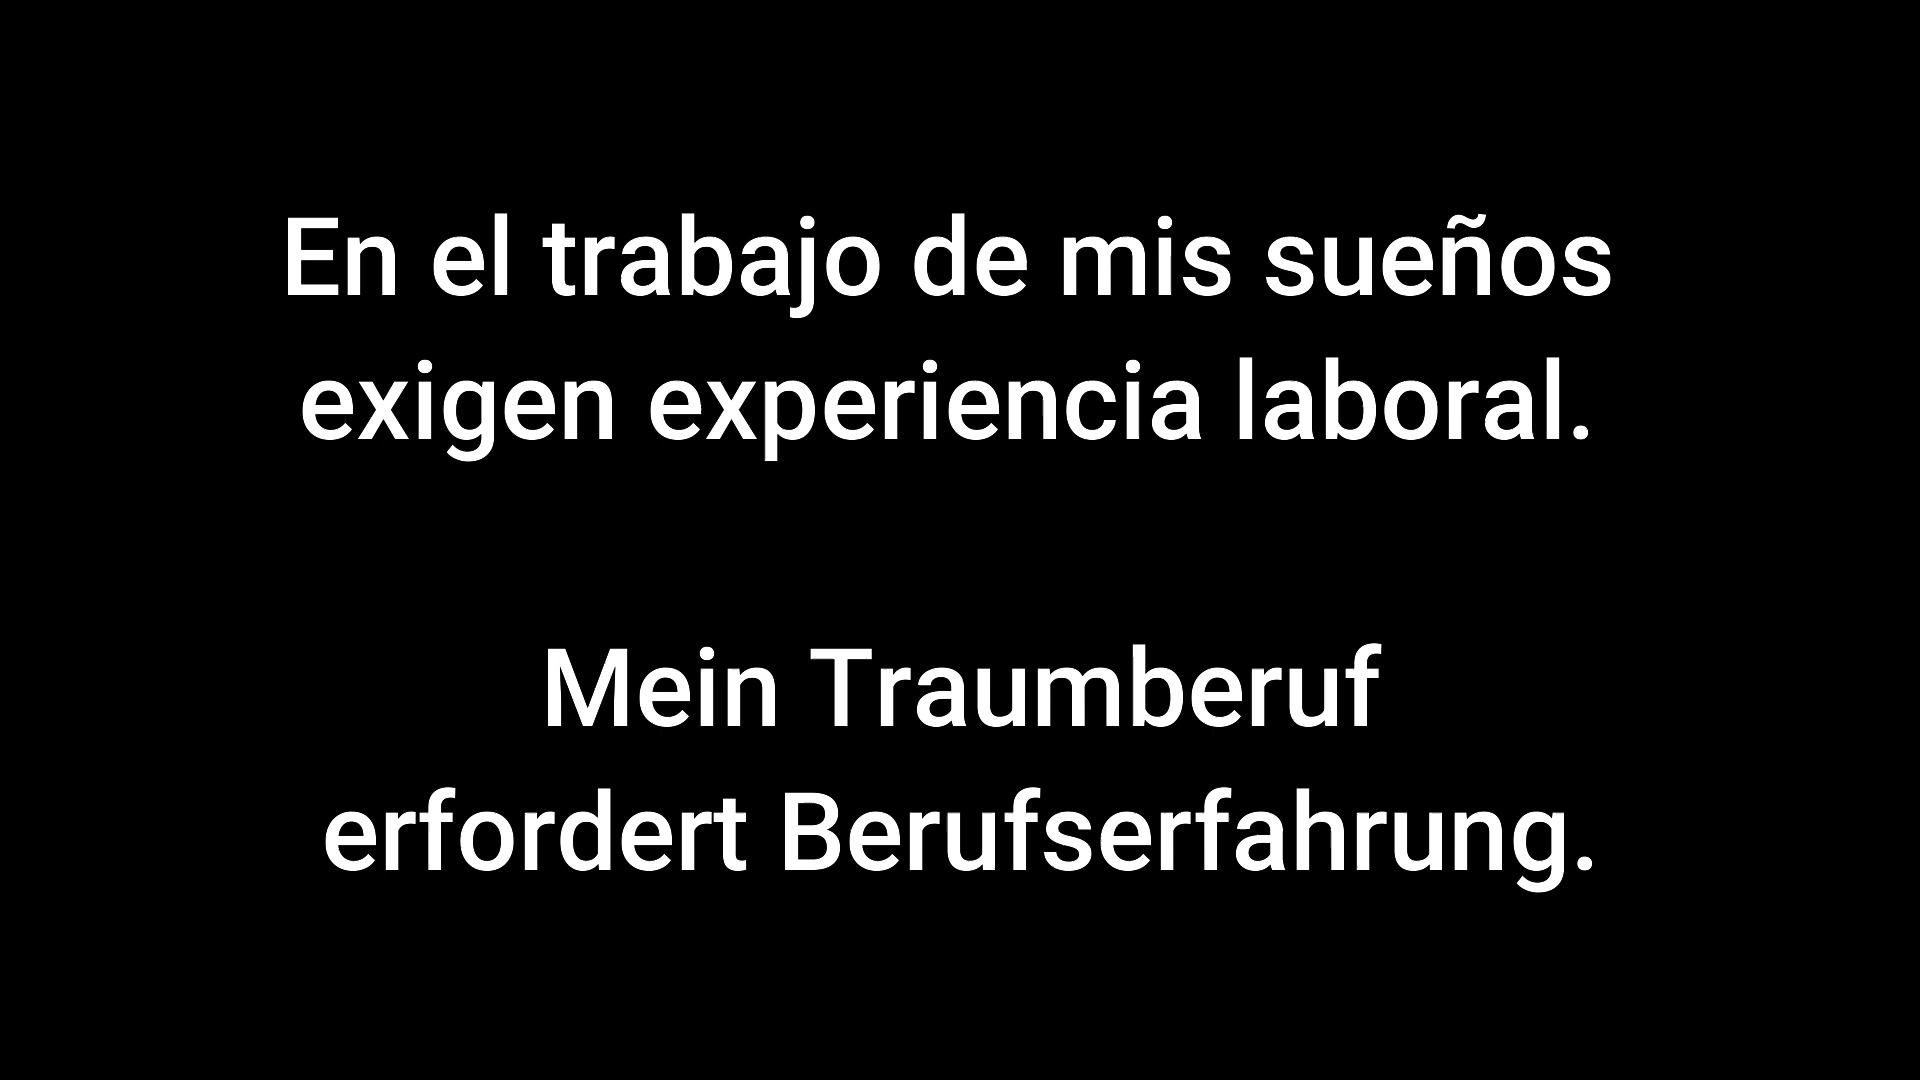 En el trabajo de mis sueños
exigen experiencia laboral.
Mein Traumberuf
erfordert Berufserfahrung.